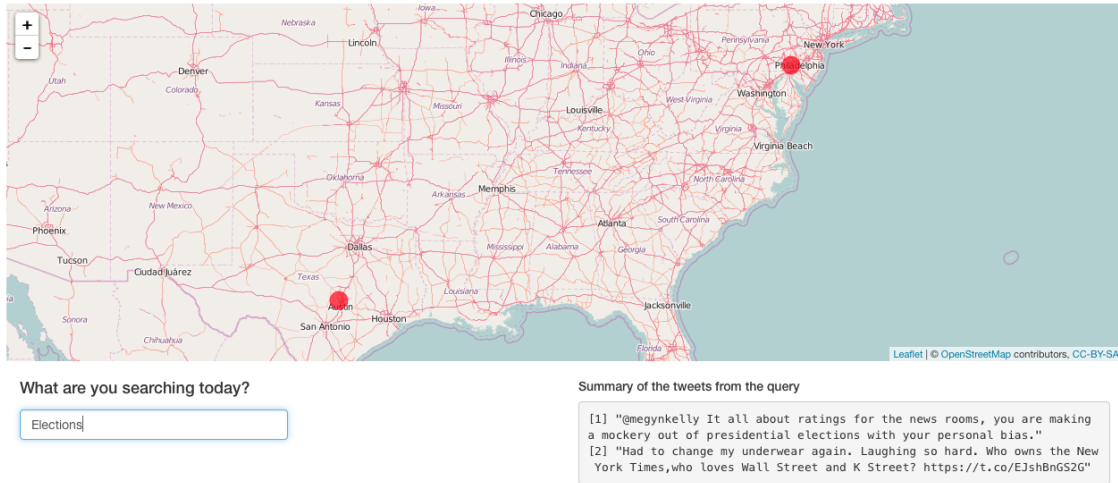 +
−
Iowa
Chicago
Nebraska
Lincoln
Pennsylvania
New York
Philadelphia
Ohio
Illinois
Indiana
Utah
Denver
Colorado
Washington
Kansas
Missouri
Louisville
West Virginia
Kentucky
Virginia
Virginia Beach
Oklahoma
Tennessee
North Carolina
Memphis
Arkansas
Arizona
New Mexico
Phoenix
Atlanta
South Carolina
Dallas
Mississippi
Alabama
Georgia
Tucson
Ciudad Juárez
Texas
Louisiana
Austin
Jacksonville
Sonora
San Antonio
Houston
Chihuahua
Florida
Leaflet | © OpenStreetMap contributors, CC-BY-SA
What are you searching today?
Elections
Summary of the tweets from the query
[1] "@megynkelly It all about ratings for the news rooms, you are making
a mockery out of presidential elections with your personal bias."
[2] "Had to change my underwear again. Laughing so hard. Who owns the New
York Times,who loves Wall Street and K Street? https://t.co/EJshBnGS2G"